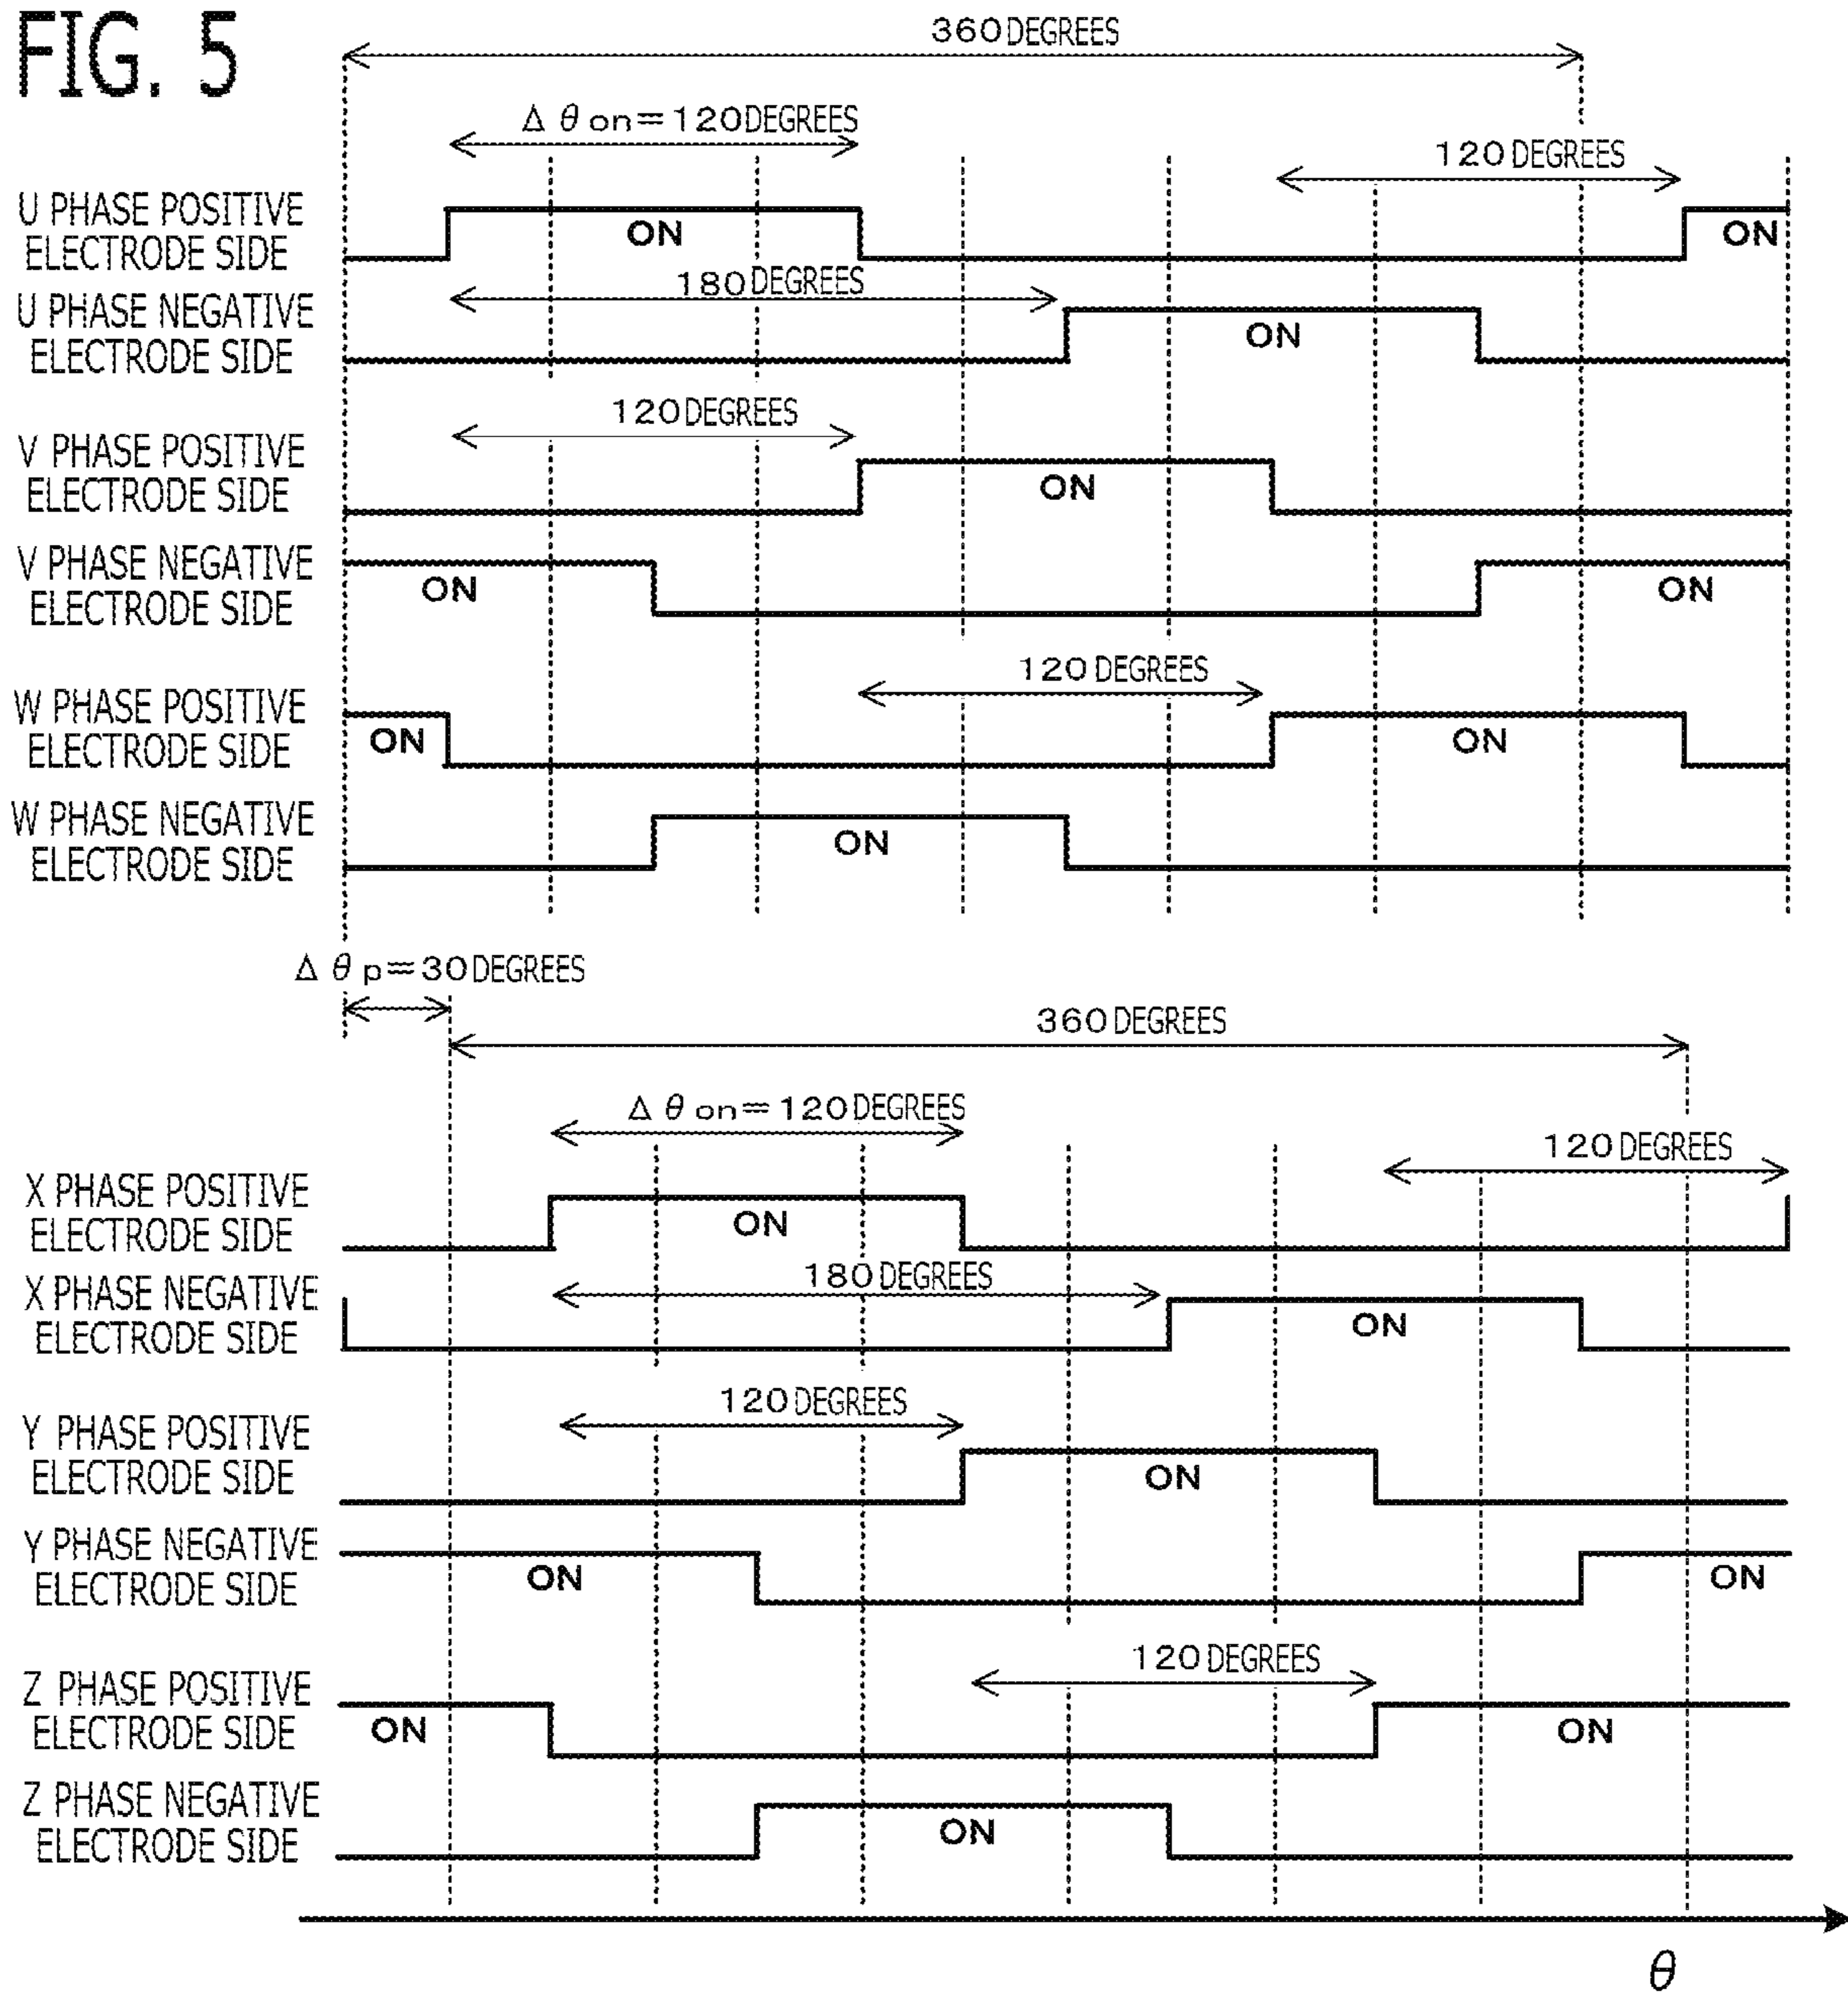 FIG. 5
360 DEGREES
Δ θ on=120 DEGREES
120 DEGREES
U PHASE POSITIVE
ELECTRODE SIDE
ON
ON
180 DEGREES
U PHASE NEGATIVE
ELECTRODE SIDE
ON
120 DEGREES
V PHASE POSITIVE
ELECTRODE SIDE
ON
V PHASE NEGATIVE
ELECTRODE SIDE
ON
ON
120 DEGREES
W PHASE POSITIVE
ELECTRODE SIDE
ON
ON
W PHASE NEGATIVE
ELECTRODE SIDE
ON
Δ θ p=30 DEGREES
360 DEGREES
Δ θ on=120 DEGREES
120 DEGREES
X PHASE POSITIVE
ELECTRODE SIDE
ON
180 DEGREES
X PHASE NEGATIVE
ELECTRODE SIDE
ON
120 DEGREES
Y PHASE POSITIVE
ELECTRODE SIDE
ON
Y PHASE NEGATIVE
ELECTRODE SIDE
ON
ON
120 DEGREES
Z PHASE POSITIVE
ELECTRODE SIDE
ON
ON
Z PHASE NEGATIVE
ELECTRODE SIDE
ON
θ